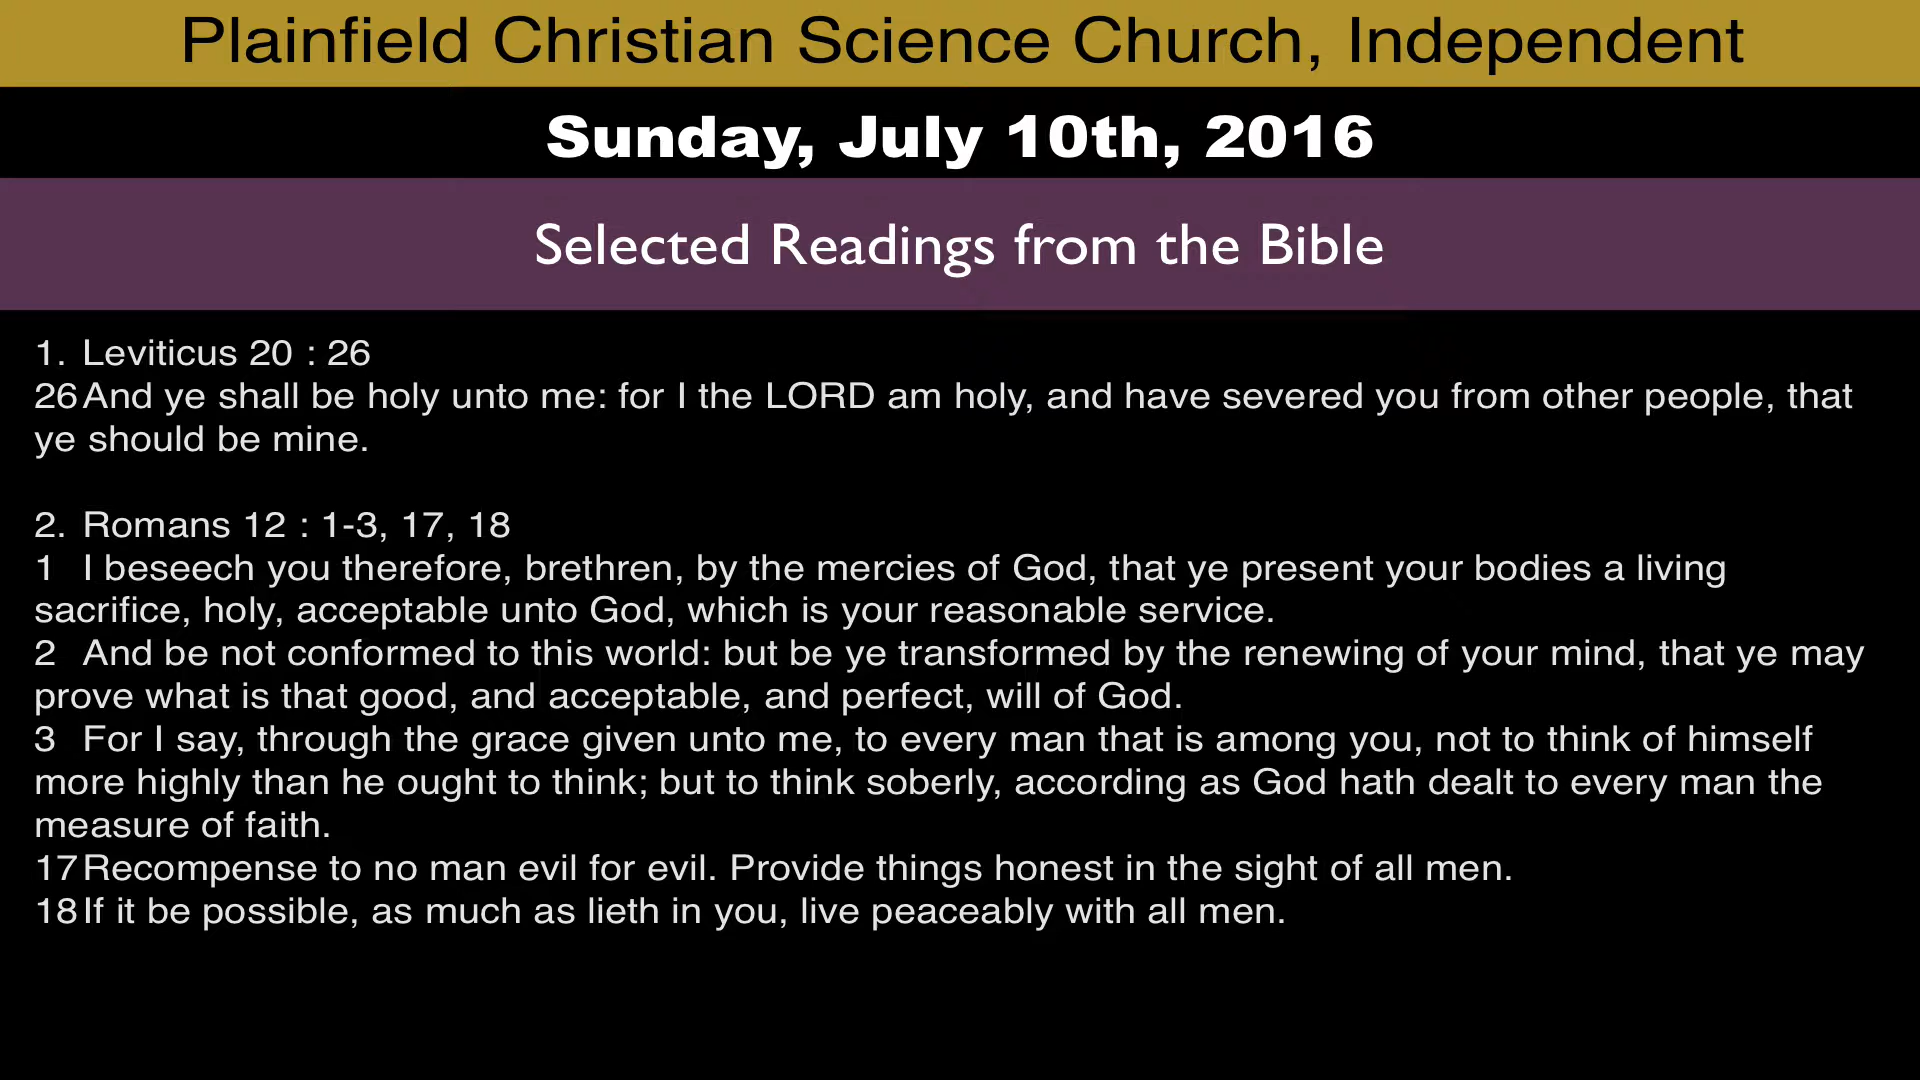 Plainfield Christian Science Church, Independent
Sunday, July 10th, 2016
Selected Readings from the Bible
1. Leviticus 20 : 26
26 And ye shall be holy unto me: for I the LORD am holy, and have severed you from other people, that
ye should be mine.
2. Romans 12 : 1-3, 17, 18
1 I beseech you therefore, brethren, by the mercies of God, that ye present your bodies a living
sacrifice, holy, acceptable unto God, which is your reasonable service.
2 And be not conformed to this world: but be ye transformed by the renewing of your mind, that ye may
prove what is that good, and acceptable, and perfect, will of God.
3 For I say, through the grace given unto me, to every man that is among you, not to think of himself
more highly than he ought to think; but to think soberly, according as God hath dealt to every man the
measure of faith.
17 Recompense to no man evil for evil. Provide things honest in the sight of all men.
18 If it be possible, as much as lieth in you, live peaceably with all men.